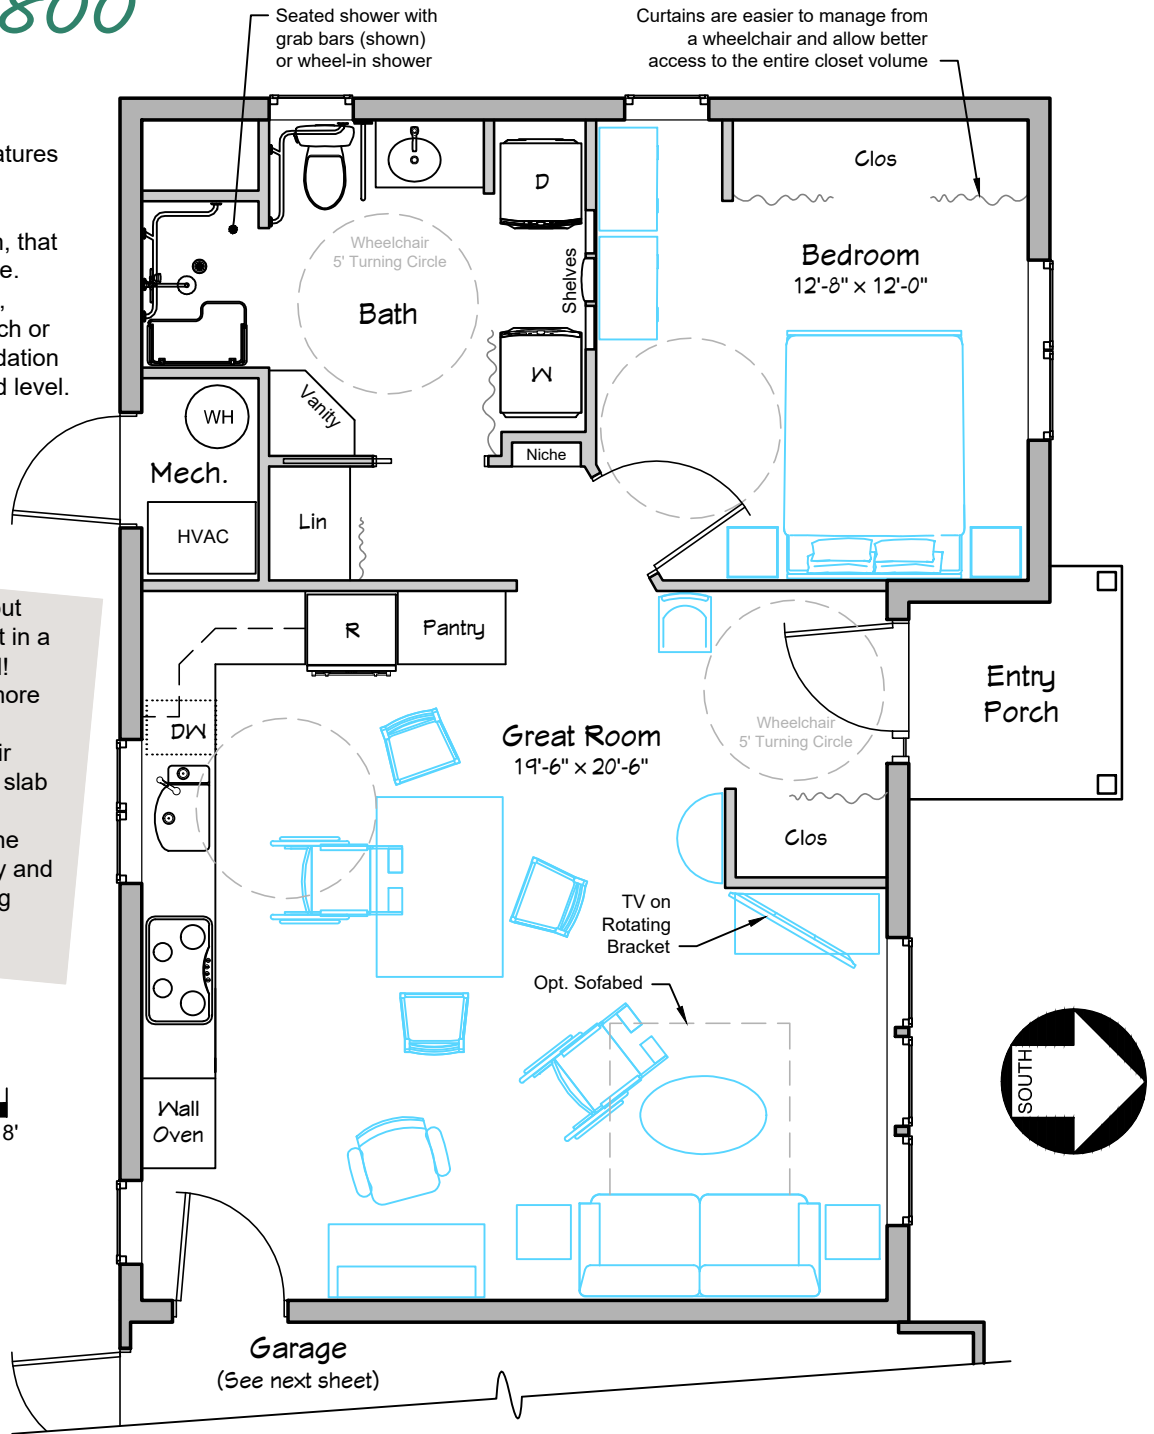 800
Seated shower with
grab bars (shown)
or wheel-in shower
Curtains are easier to manage from
a wheelchair and allow better
access to the entire closet volume
atures
, that
e.
,
ch or
dation
d level.
Clos
D
Wheelchair
5' Turning Circle
Bath
Shelves
Bedroom
12'-8" × 12'-0"
W
Vanity
WH
Niche
Mech.
Lin
HVAC
out
t in a
!
more
ir
slab
he
y and
g
R
Pantry
Entry
Porch
DW
Great Room
19'-6" × 20'-6"
Wheelchair
5' Turning Circle
Clos
TV on
Rotating
Bracket
Opt. Sofabed
SOUTH
8'
Wall
Oven
Garage
(See next sheet)